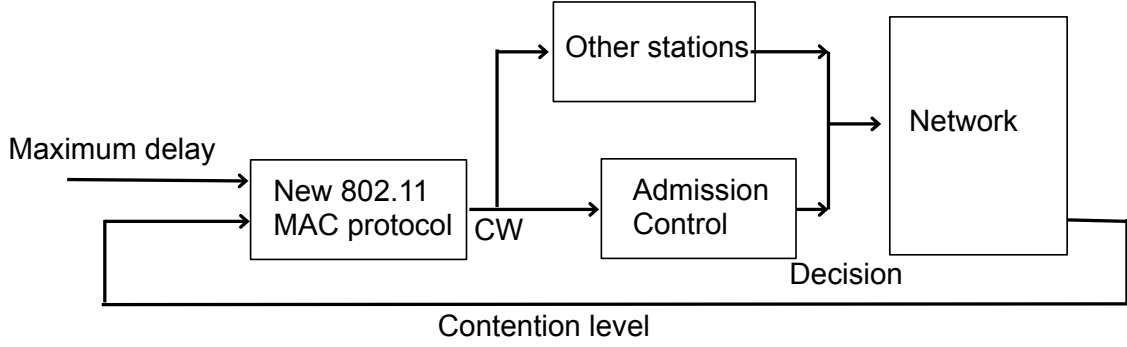 Other stations
Network
Maximum delay
New 802.11
MAC protocol
CW
Admission
Control
Decision
Contention level